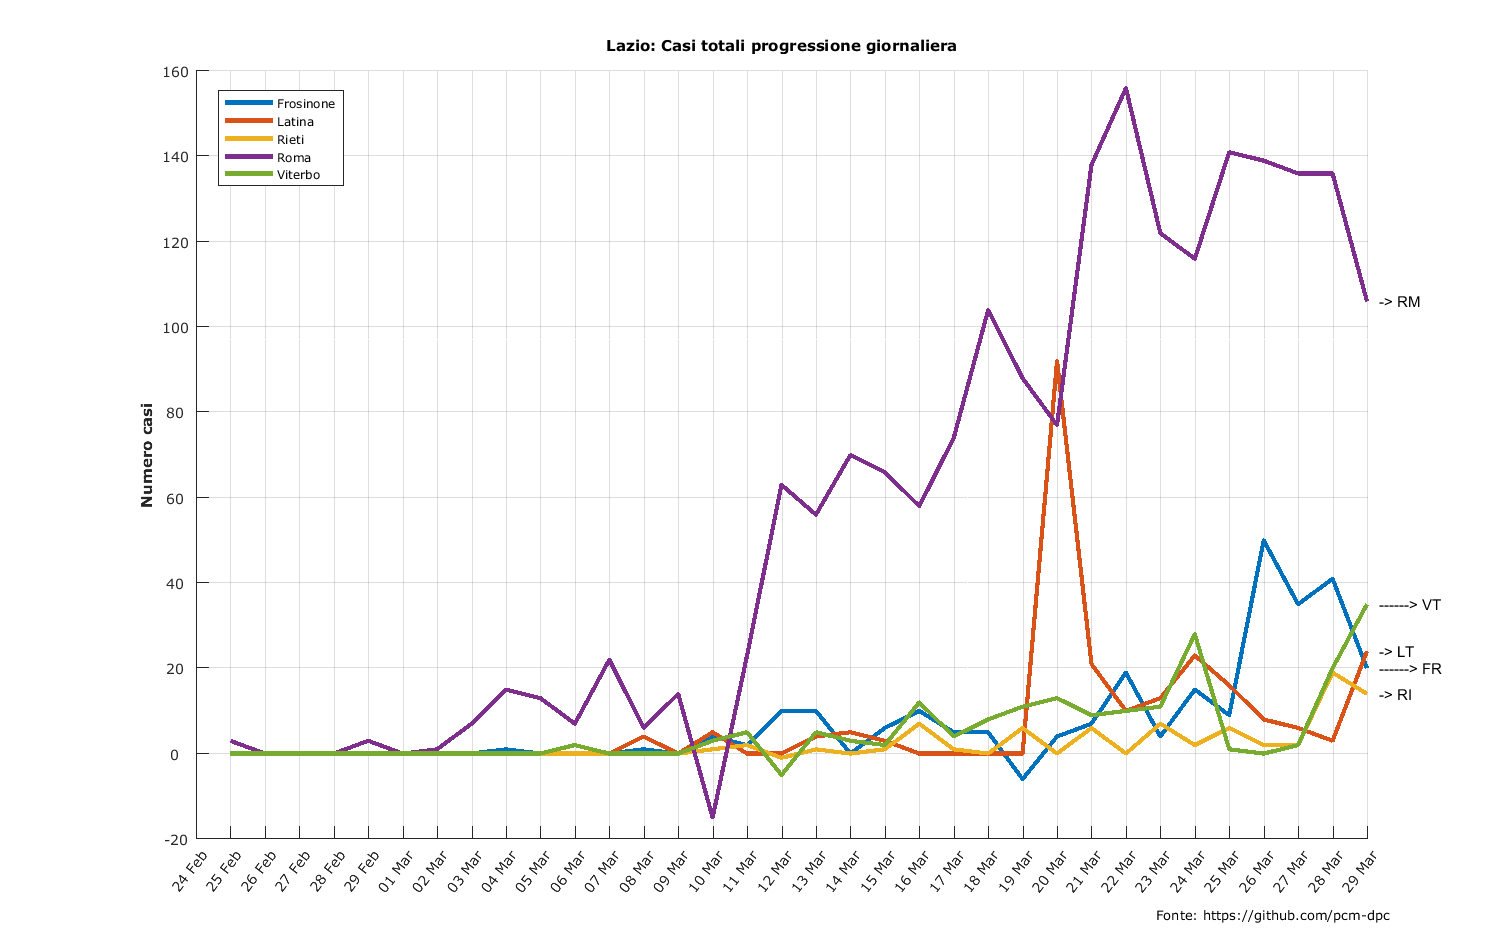 Lazio: Casi totali progressione giornaliera
160
140
120
100
80
60
40
20
0
-20
Numero casi
Frosinone
Latina
Rieti
Roma
Viterbo
-> RM
------> VT
-> LT
------> FR
-> RI
24 Feb
25 Feb
26 Feb
27 Feb
28 Feb
29 Feb
01 Mar
02 Mar
03 Mar
04 Mar
05 Mar
06 Mar
07 Mar
08 Mar
09 Mar
10 Mar
11 Mar
12 Mar
13 Mar
14 Mar
15 Mar
16 Mar
17 Mar
18 Mar
19 Mar
20 Mar
21 Mar
22 Mar
23 Mar
24 Mar
25 Mar
26 Mar
27 Mar
28 Mar
29 Mar
Fonte: https://github.com/pcm-dpc